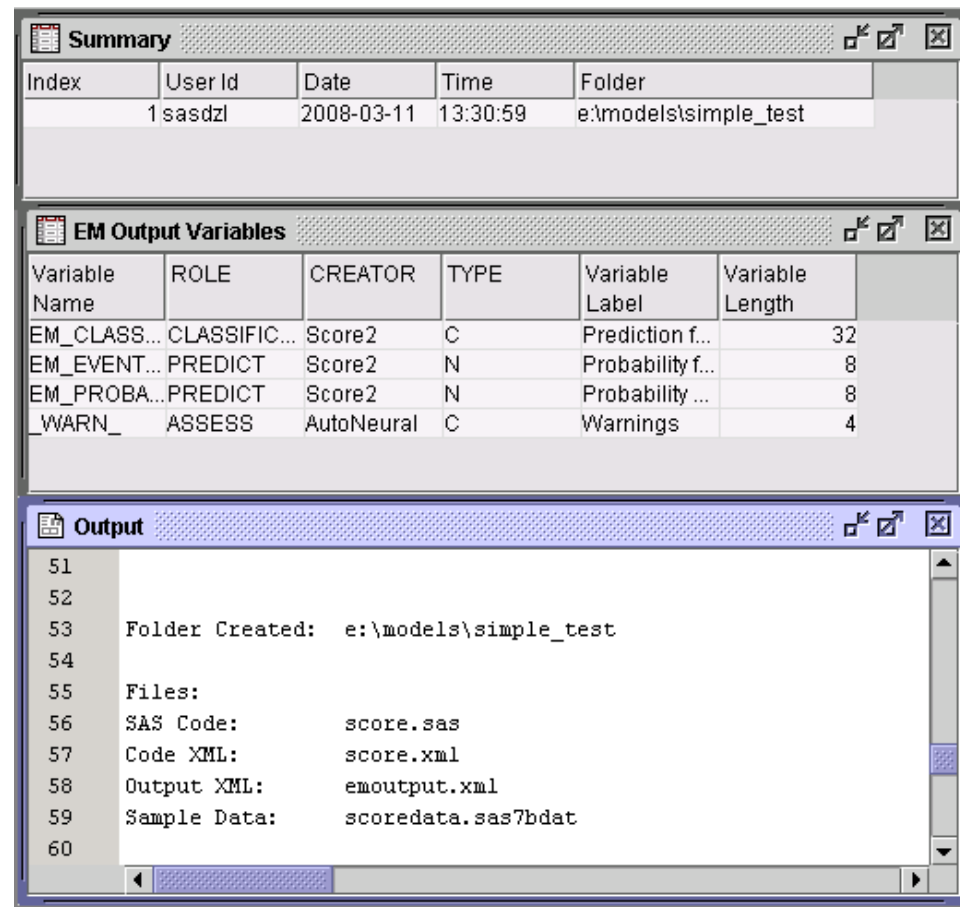 Summary
Index User Id Date Time Folder
1 sasdzl 2008-03-11 13:30:59 e:\models\simple_test
EM Output Variables
Variable Name ROLE CREATOR TYPE Variable Label Variable Length
EM_CLASS... CLASSIFIC... Score2 C Prediction f... 32
EM_EVENT... PREDICT Score2 N Probability f... 8
EM_PROBA... PREDICT Score2 N Probability ... 8
_WARN_ ASSESS AutoNeural C Warnings 4
Output
51
52
53 Folder Created: e:\models\simple_test
54
55 Files:
56 SAS Code: score.sas
57 Code XML: score.xml
58 Output XML: emoutput.xml
59 Sample Data: scoredata.sas7bdat
60